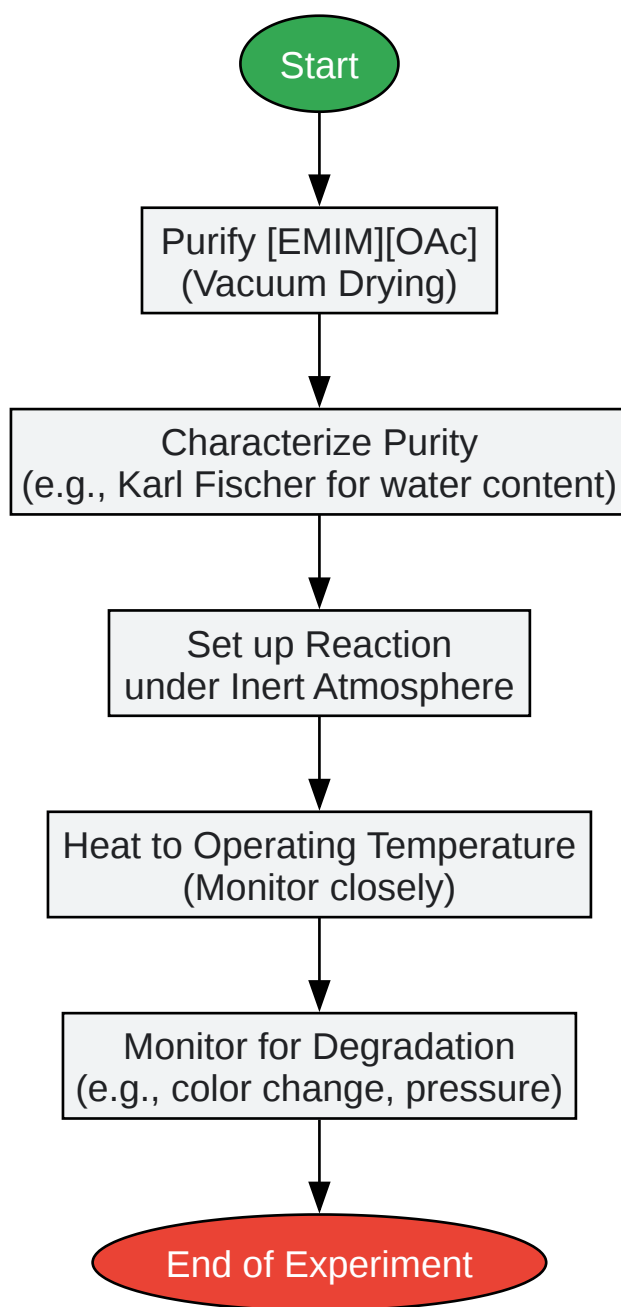 Start
Purify [EMIM][OAc]
(Vacuum Drying)
Characterize Purity
(e.g., Karl Fischer for water content)
Set up Reaction
under Inert Atmosphere
Heat to Operating Temperature
(Monitor closely)
Monitor for Degradation
(e.g., color change, pressure)
End of Experiment